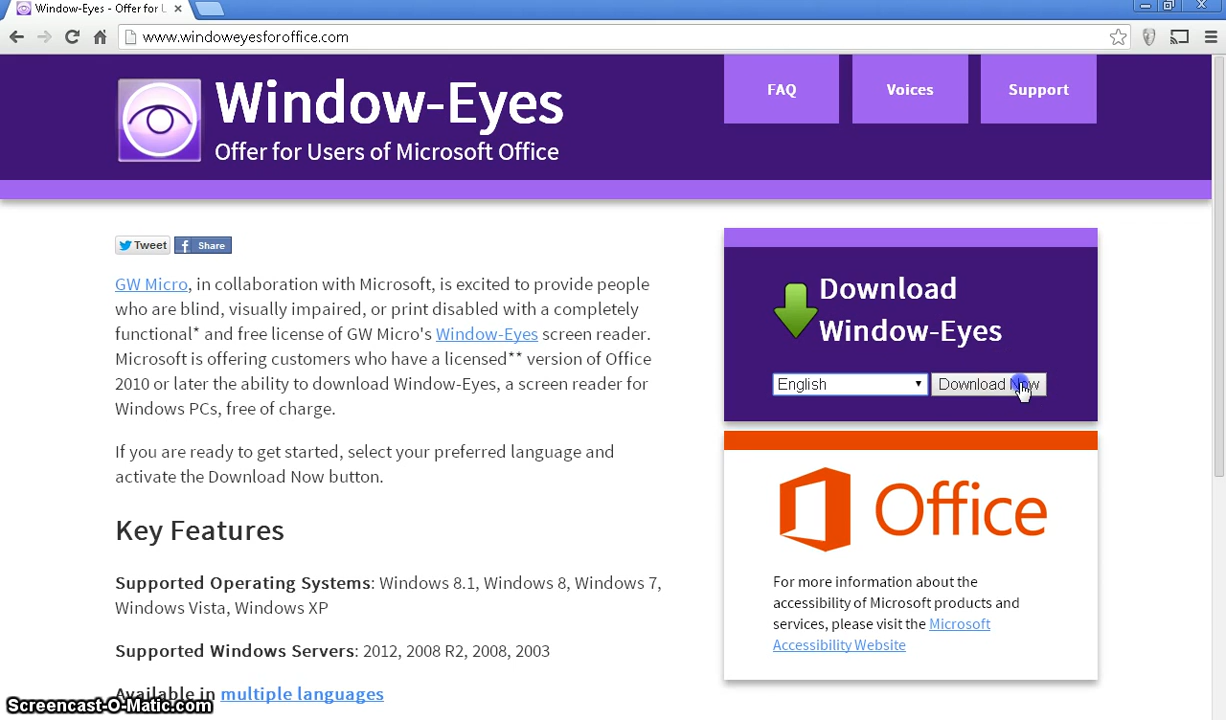 Window-Eyes - Offer for U
www.windoweyesforoffice.com
Window-Eyes
Offer for Users of Microsoft Office
FAQ
Voices
Support
Tweet
Share
GW Micro, in collaboration with Microsoft, is excited to provide people
who are blind, visually impaired, or print disabled with a completely
functional* and free license of GW Micro's Window-Eyes screen reader.
Microsoft is offering customers who have a licensed** version of Office
2010 or later the ability to download Window-Eyes, a screen reader for
Windows PCs, free of charge.
If you are ready to get started, select your preferred language and
activate the Download Now button.
Key Features
Supported Operating Systems: Windows 8.1, Windows 8, Windows 7,
Windows Vista, Windows XP
Supported Windows Servers: 2012, 2008 R2, 2008, 2003
Available in multiple languages
Download
Window-Eyes
English
Download Now
Office
For more information about the
accessibility of Microsoft products and
services, please visit the Microsoft
Accessibility Website
Screencast-O-Matic.com